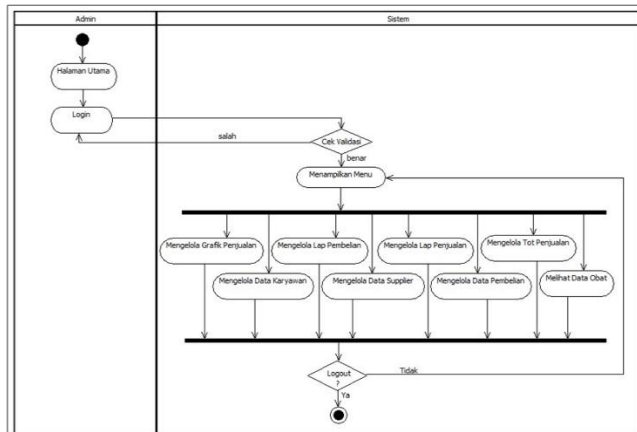 Admin
Sistem
Halaman Utama
Login
salah
Cek Validasi
benar
Menampilkan Menu
Mengelola Grafik Penjualan
Mengelola Lap Pembelian
Mengelola Lap Penjualan
Mengelola Tot Penjualan
Mengelola Data Karyawan
Mengelola Data Supplier
Mengelola Data Pembelian
Melihat Data Obat
Logout
?
Tidak
Ya